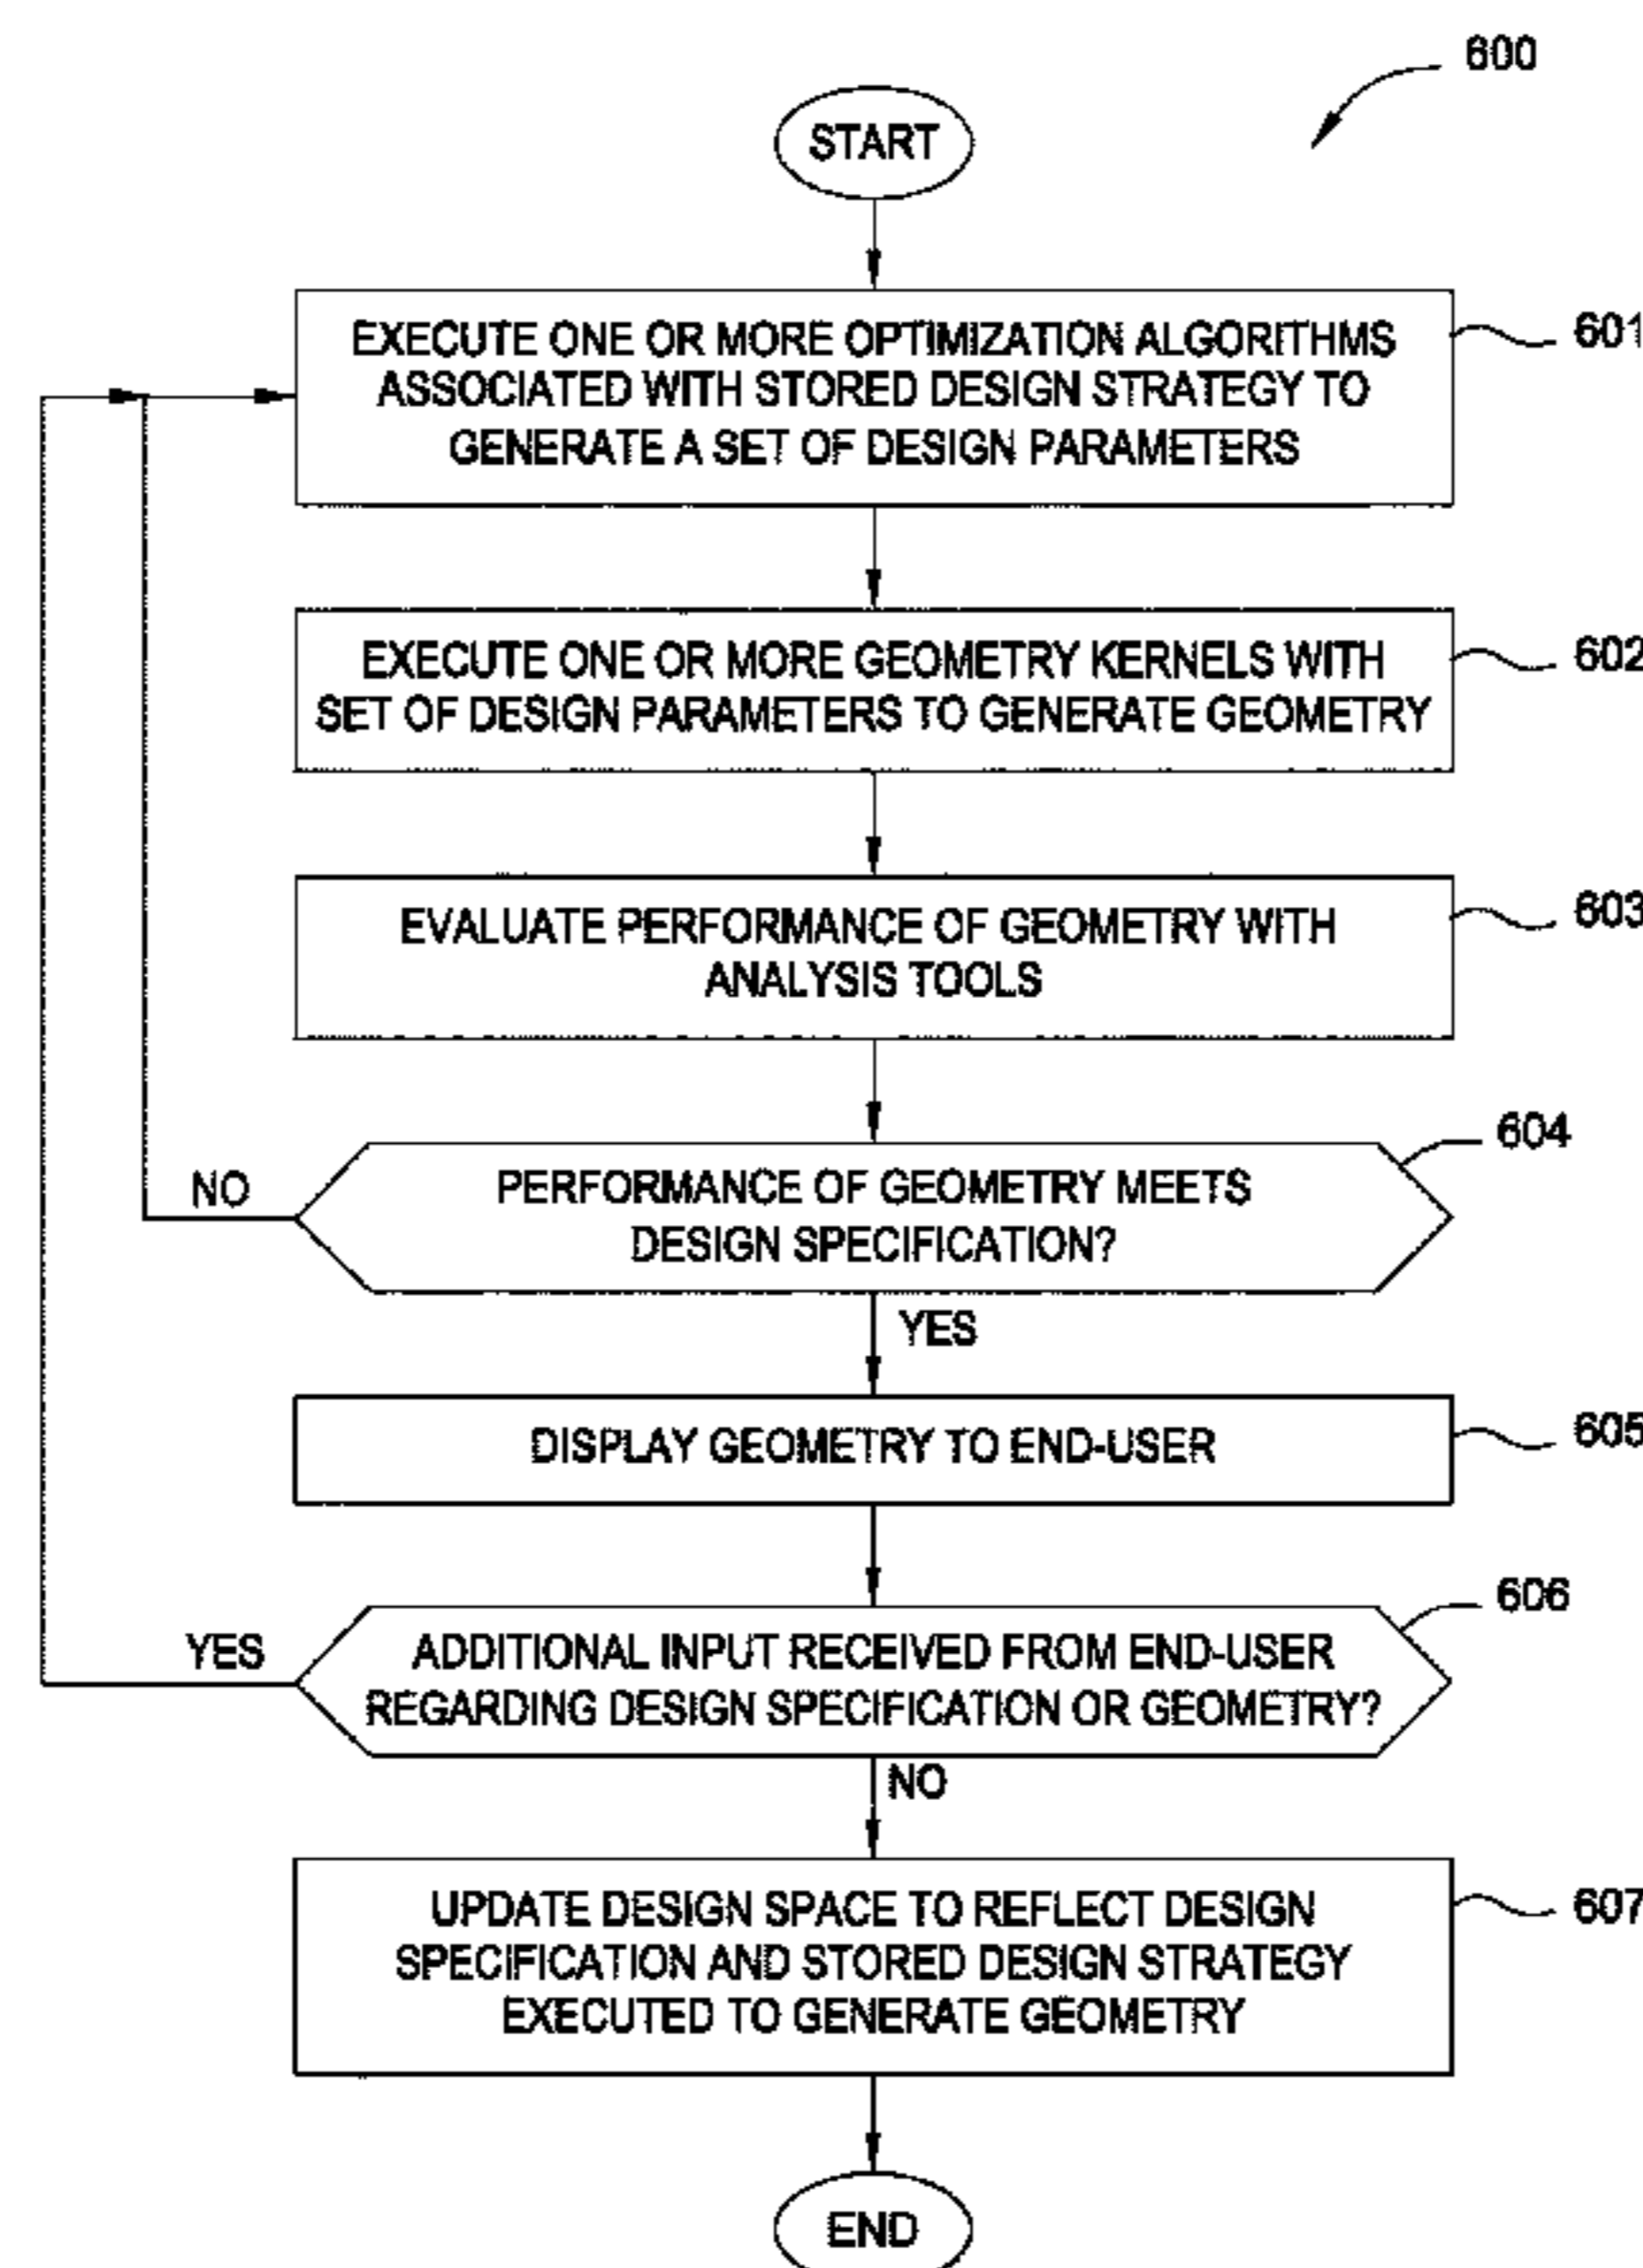 600
START
EXECUTE ONE OR MORE OPTIMIZATION ALGORITHMS
ASSOCIATED WITH STORED DESIGN STRATEGY TO
GENERATE A SET OF DESIGN PARAMETERS
601
EXECUTE ONE OR MORE GEOMETRY KERNELS WITH
SET OF DESIGN PARAMETERS TO GENERATE GEOMETRY
602
EVALUATE PERFORMANCE OF GEOMETRY WITH
ANALYSIS TOOLS
603
604
NO
PERFORMANCE OF GEOMETRY MEETS
DESIGN SPECIFICATION?
YES
DISPLAY GEOMETRY TO END-USER
605
606
YES
ADDITIONAL INPUT RECEIVED FROM END-USER
REGARDING DESIGN SPECIFICATION OR GEOMETRY?
NO
UPDATE DESIGN SPACE TO REFLECT DESIGN
SPECIFICATION AND STORED DESIGN STRATEGY
EXECUTED TO GENERATE GEOMETRY
607
END